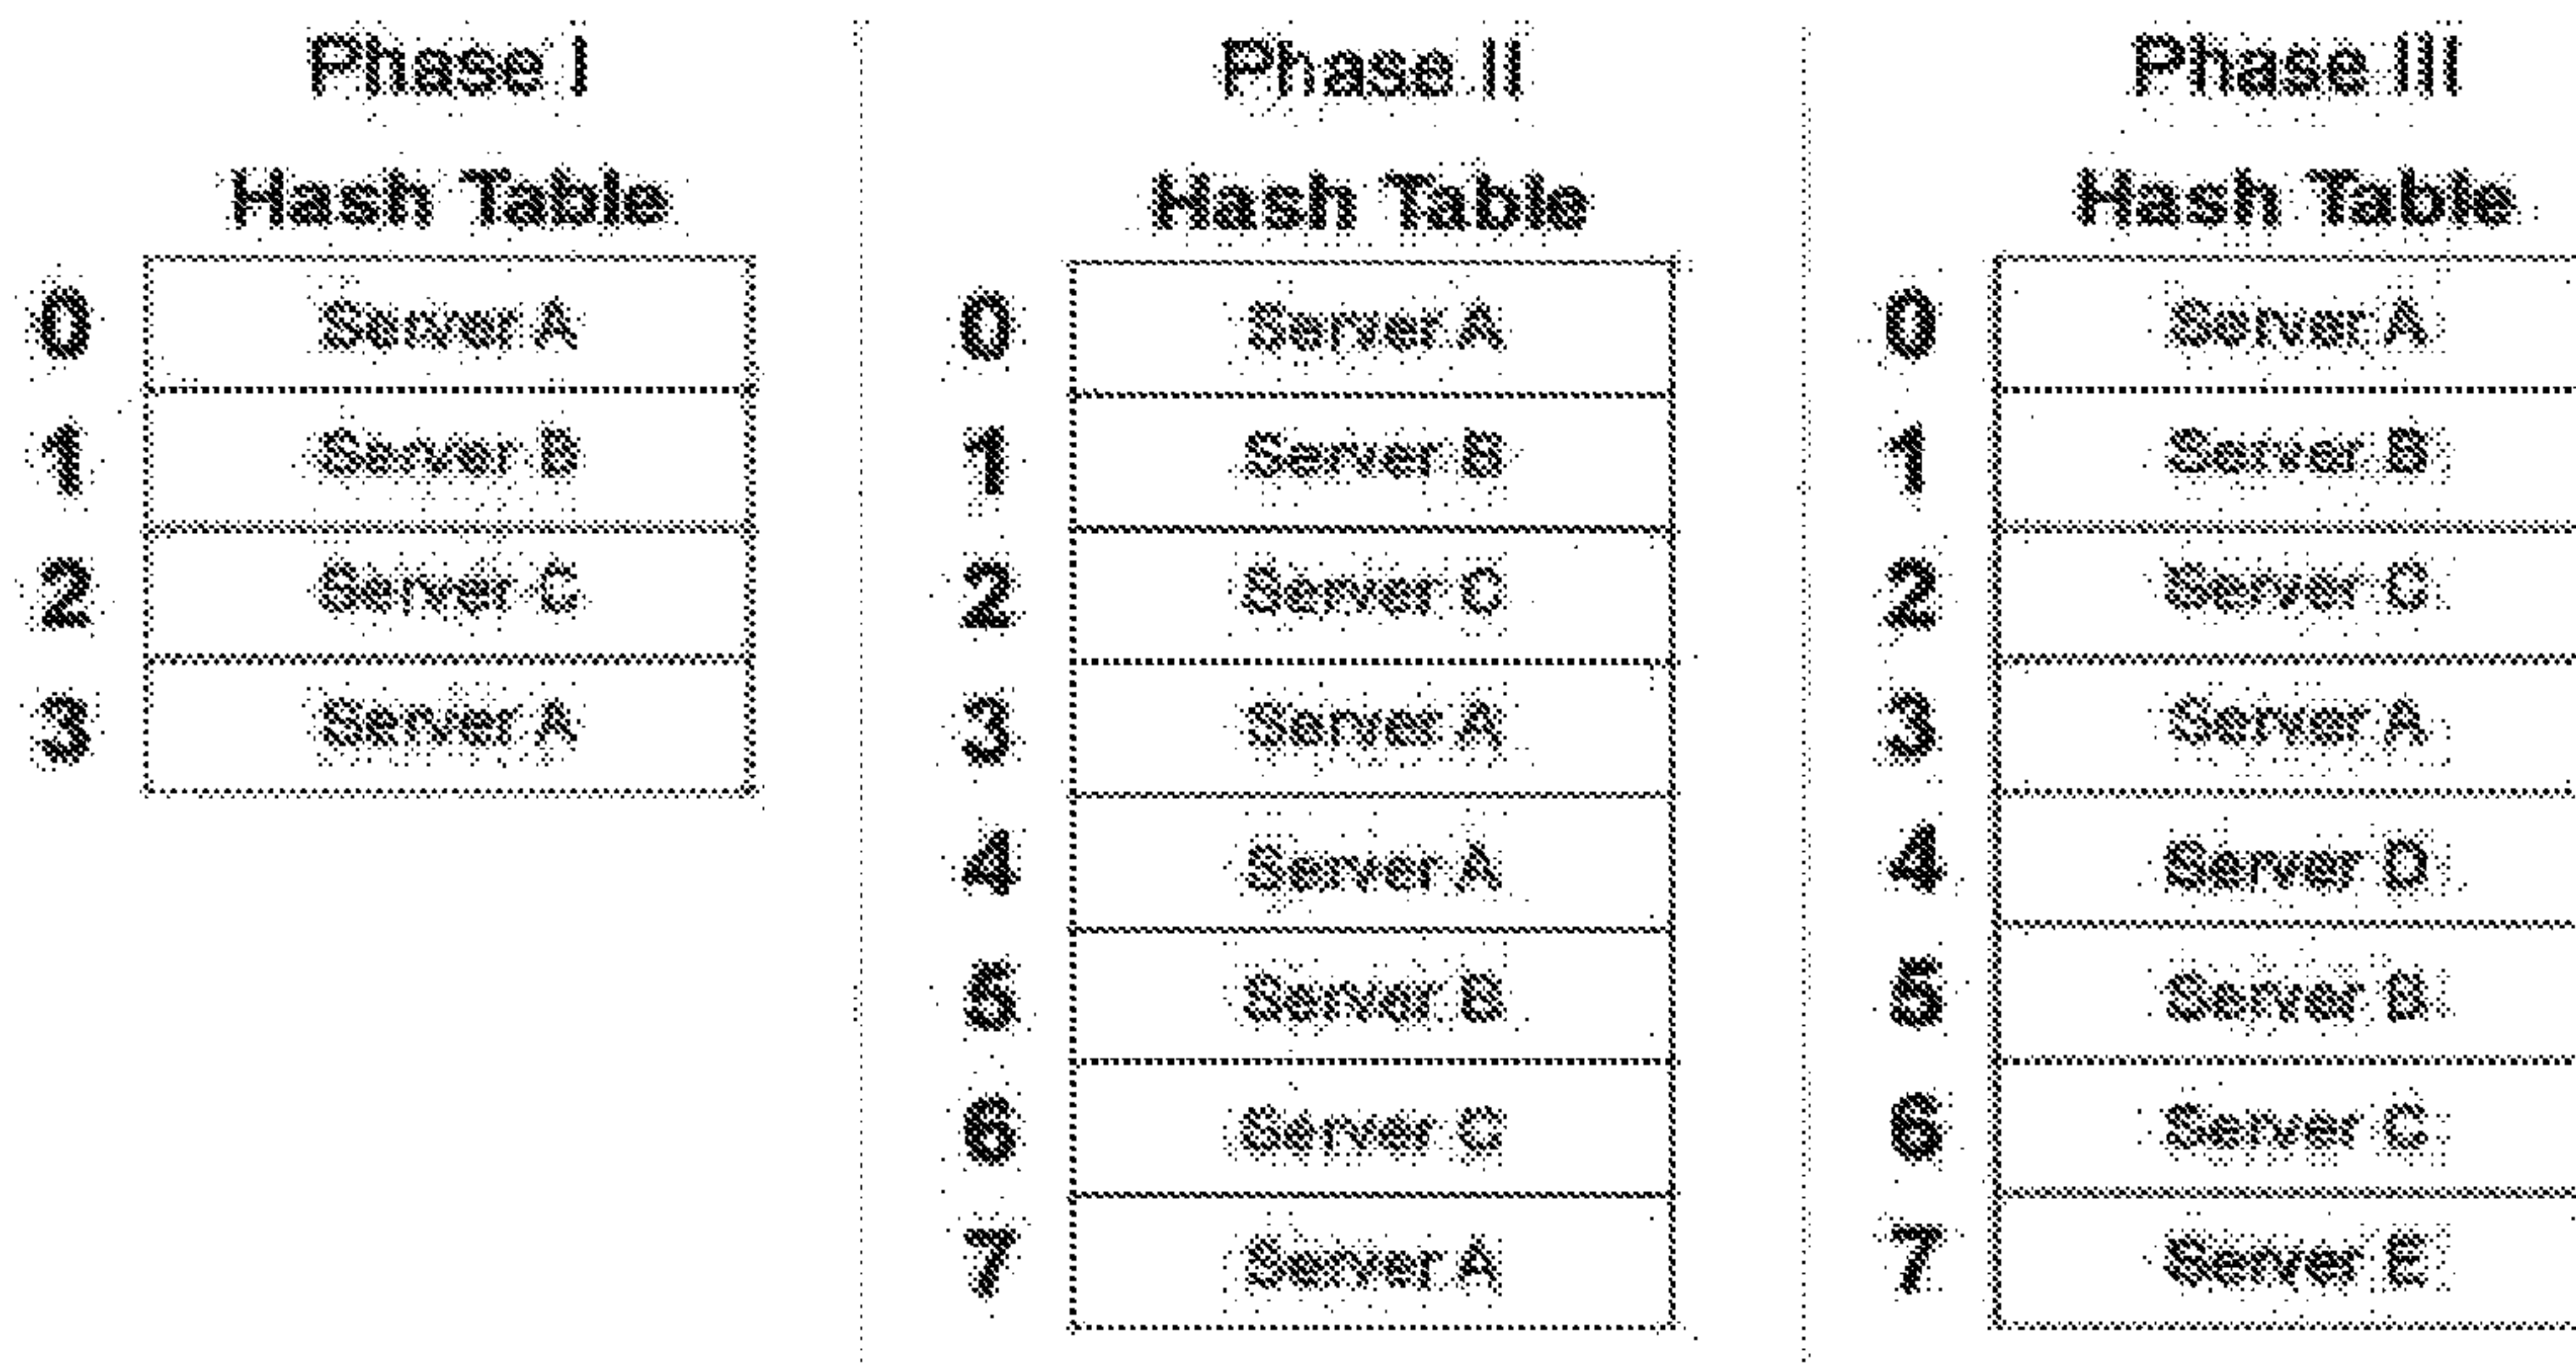 Phase I
Hash Table
0 Server A
1 Server B
2 Server C
3 Server A
Phase II
Hash Table
0 Server A
1 Server B
2 Server C
3 Server A
4 Server A
5 Server B
6 Server C
7 Server A
Phase III
Hash Table
0 Server A
1 Server B
2 Server C
3 Server A
4 Server D
5 Server B
6 Server C
7 Server E